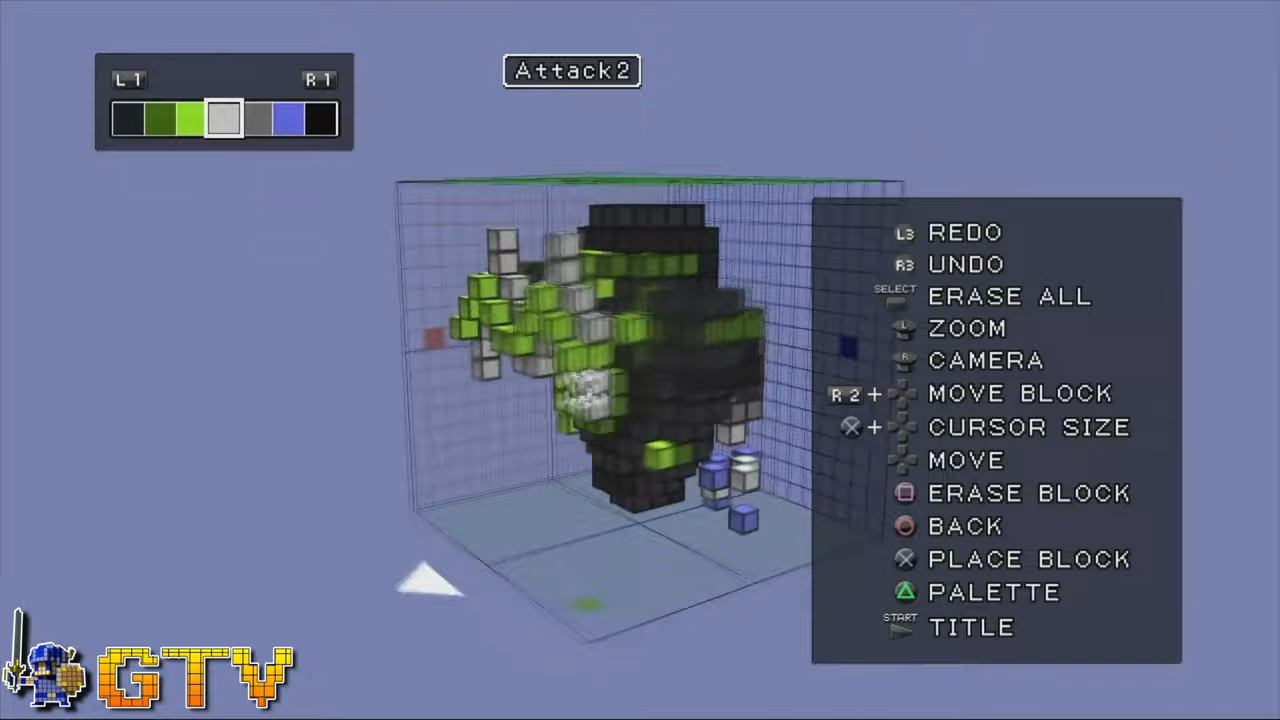 L1 R1
Attack2
L3 REDO
R3 UNDO
SELECT ERASE ALL
L ZOOM
R CAMERA
R2 + MOVE BLOCK
+ CURSOR SIZE
MOVE
ERASE BLOCK
BACK
PLACE BLOCK
PALETTE
START TITLE
GTV